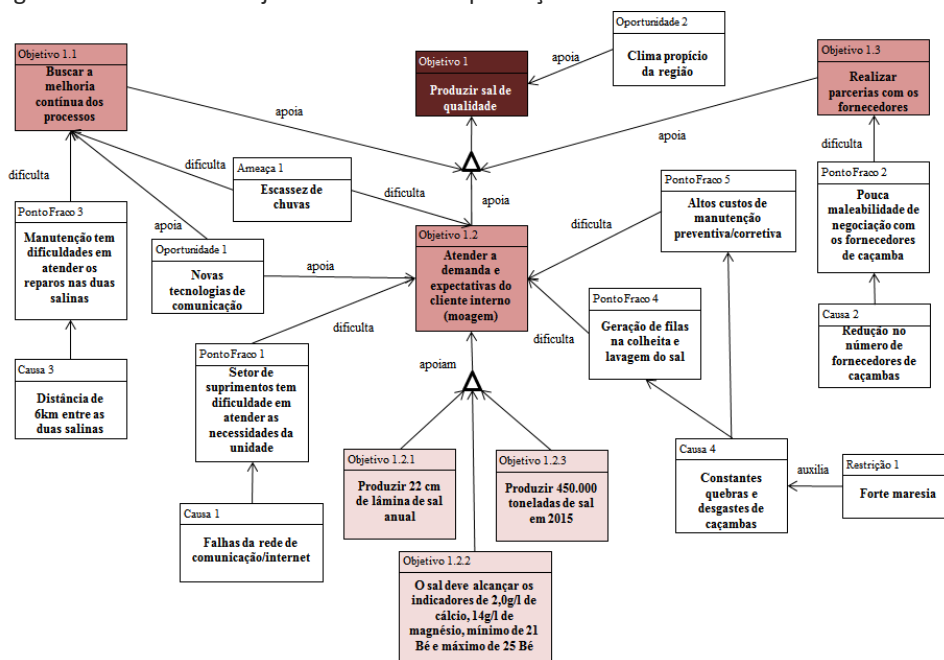 Objetivo 1.1
Buscar a
melhoria
contínua dos
processos
Objetivo 1
Produzir sal de
qualidade
Oportunidade 2
Clima propício
da região
Objetivo 1.3
Realizar
parcerias com os
fornecedores
apoia
apoia
apoia
apoia
dificulta
dificulta
dificulta
apoia
Ameaça 1
Escassez de
chuvas
Ponto Fraco 3
Manutenção tem
dificuldades em
atender os
reparos nas duas
salinas
Oportunidade 1
Novas
tecnologias de
comunicação
apoia
Objetivo 1.2
Atender a
demanda e
expectativas do
cliente interno
(moagem)
dificulta
Ponto Fraco 5
Altos custos de
manutenção
preventiva/corretiva
dificulta
Ponto Fraco 2
Pouca
maleabilidade de
negociação com
os fornecedores
de caçamba
dificulta
Ponto Fraco 4
Geração de filas
na colheita e
lavagem do sal
dificulta
Causa 2
Redução no
número de
fornecedores de
caçambas
Causa 3
Distância de
6km entre as
duas salinas
Ponto Fraco 1
Setor de
suprimentos tem
dificuldade em
atender as
necessidades da
unidade
apoiam
Objetivo 1.2.1
Produzir 22 cm
de lâmina de sal
anual
Objetivo 1.2.3
Produzir 450.000
toneladas de sal
em 2015
Causa 4
Constantes
quebras e
desgastes de
caçambas
auxilia
Restrição 1
Forte maresia
Causa 1
Falhas da rede de
comunicação/internet
Objetivo 1.2.2
O sal deve alcançar os
indicadores de 2,0g/l de
cálcio, 14g/l de
magnésio, mínimo de 21
Bé e máximo de 25 Bé